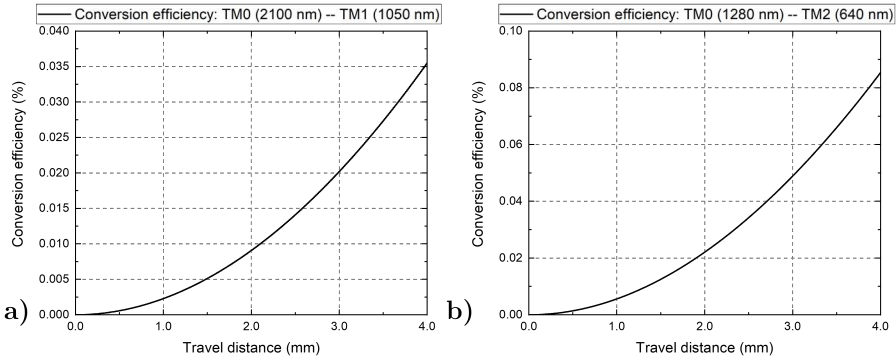 Conversion efficiency: TM0 (2100 nm) -- TM1 (1050 nm)
0.040
0.035
0.030
0.025
0.020
0.015
0.010
0.005
0.000
Conversion efficiency (%)
0.0 1.0 2.0 3.0 4.0
Travel distance (mm)
a)
Conversion efficiency: TM0 (1280 nm) -- TM2 (640 nm)
0.10
0.08
0.06
0.04
0.02
0.00
Conversion efficiency (%)
0.0 1.0 2.0 3.0 4.0
Travel distance (mm)
b)